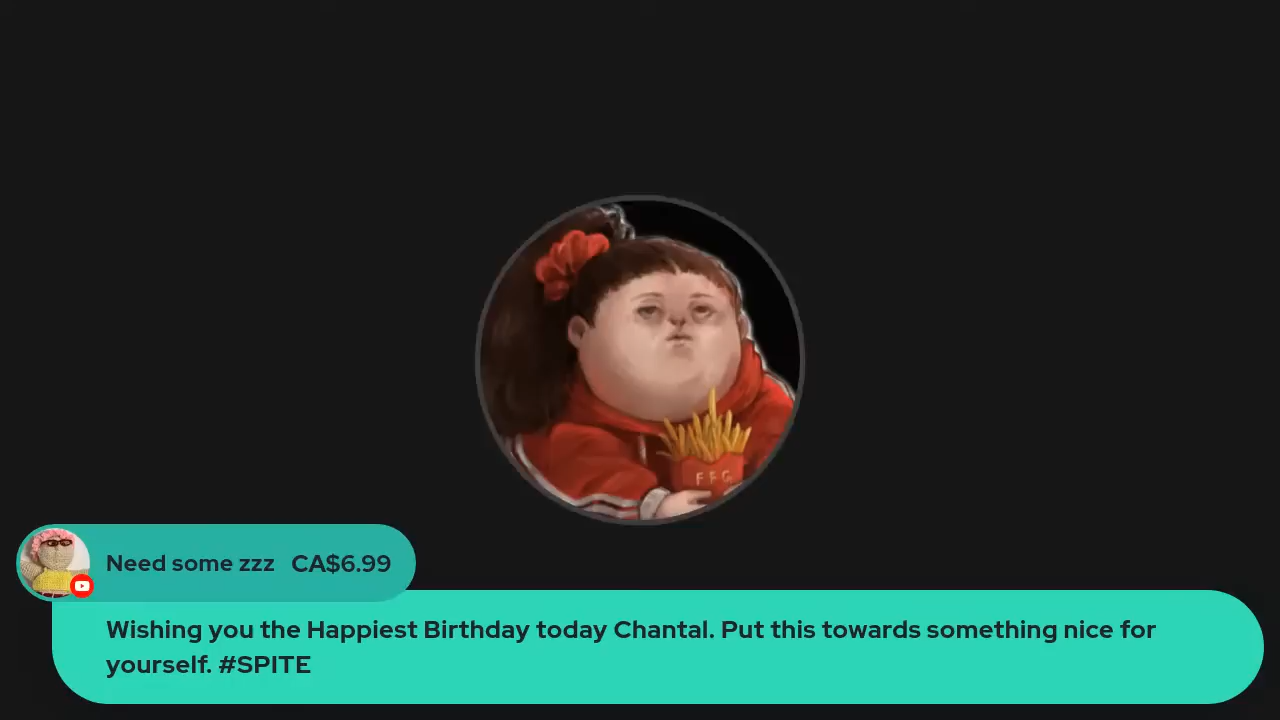 FFG
Need some zzz CA$6.99
Wishing you the Happiest Birthday today Chantal. Put this towards something nice for
yourself. #SPITE